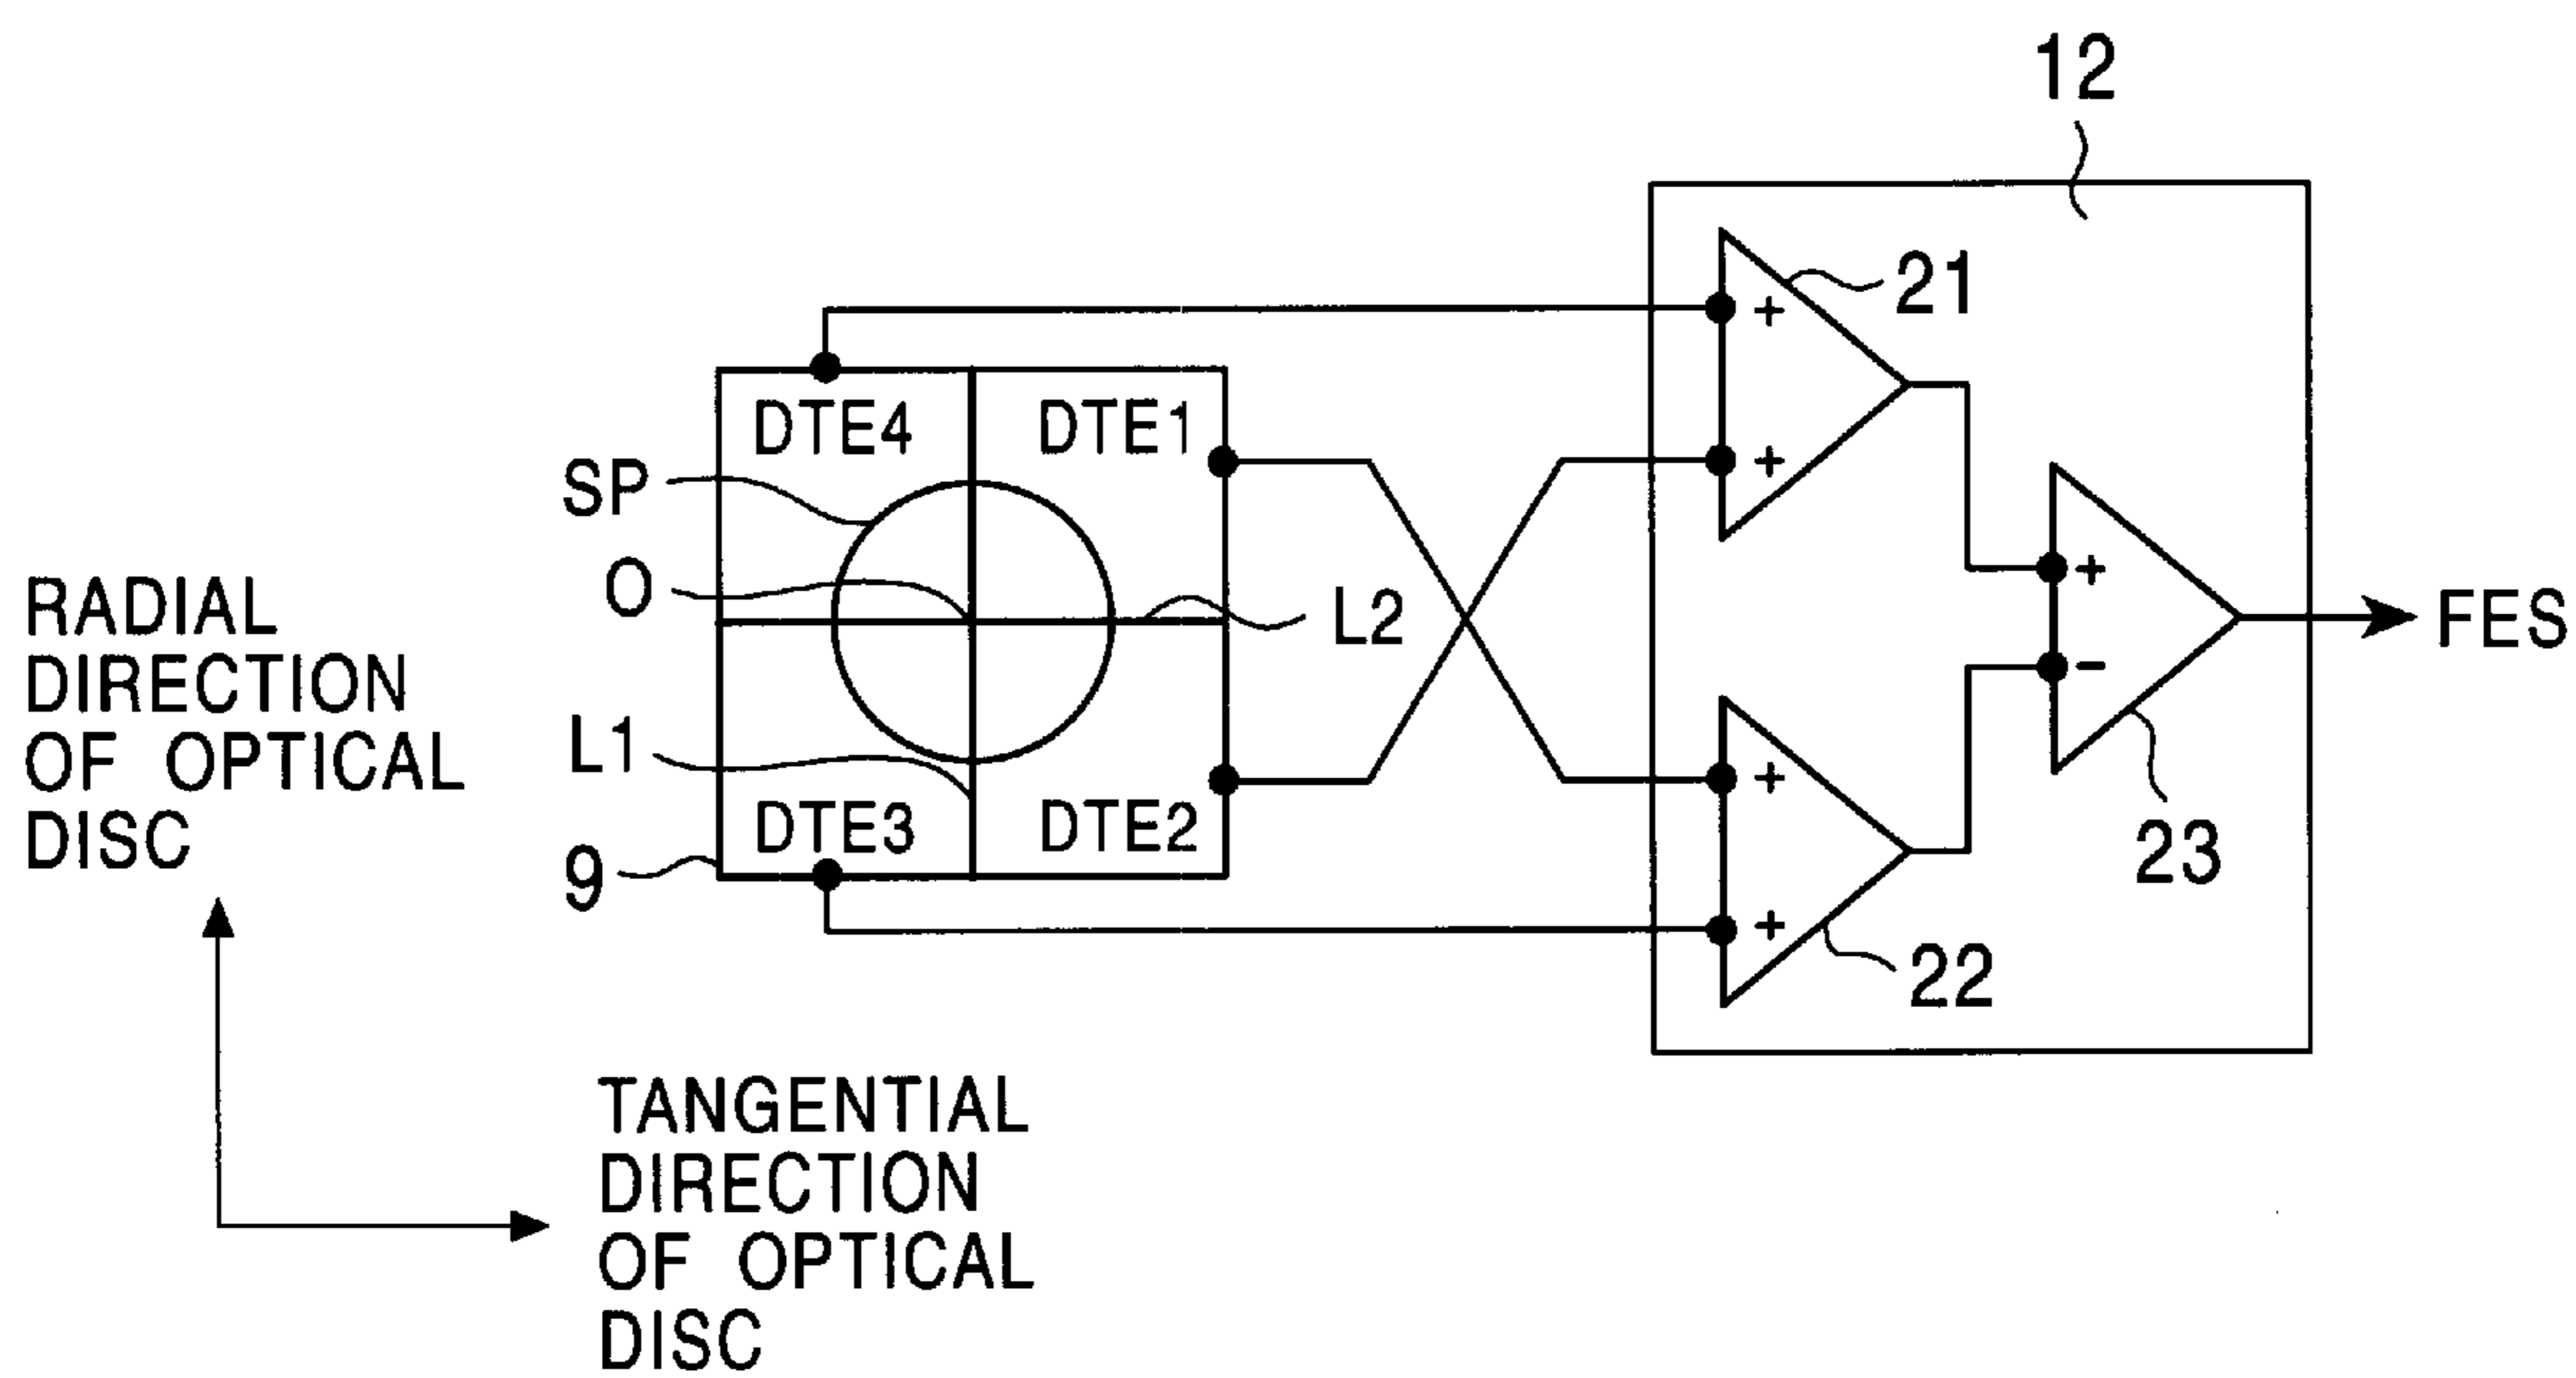 12
21
+
+
DTE4
DTE1
SP
O
L2
+
-
FES
RADIAL
DIRECTION
OF OPTICAL
DISC
L1
DTE3
DTE2
9
+
+
23
22
TANGENTIAL
DIRECTION
OF OPTICAL
DISC